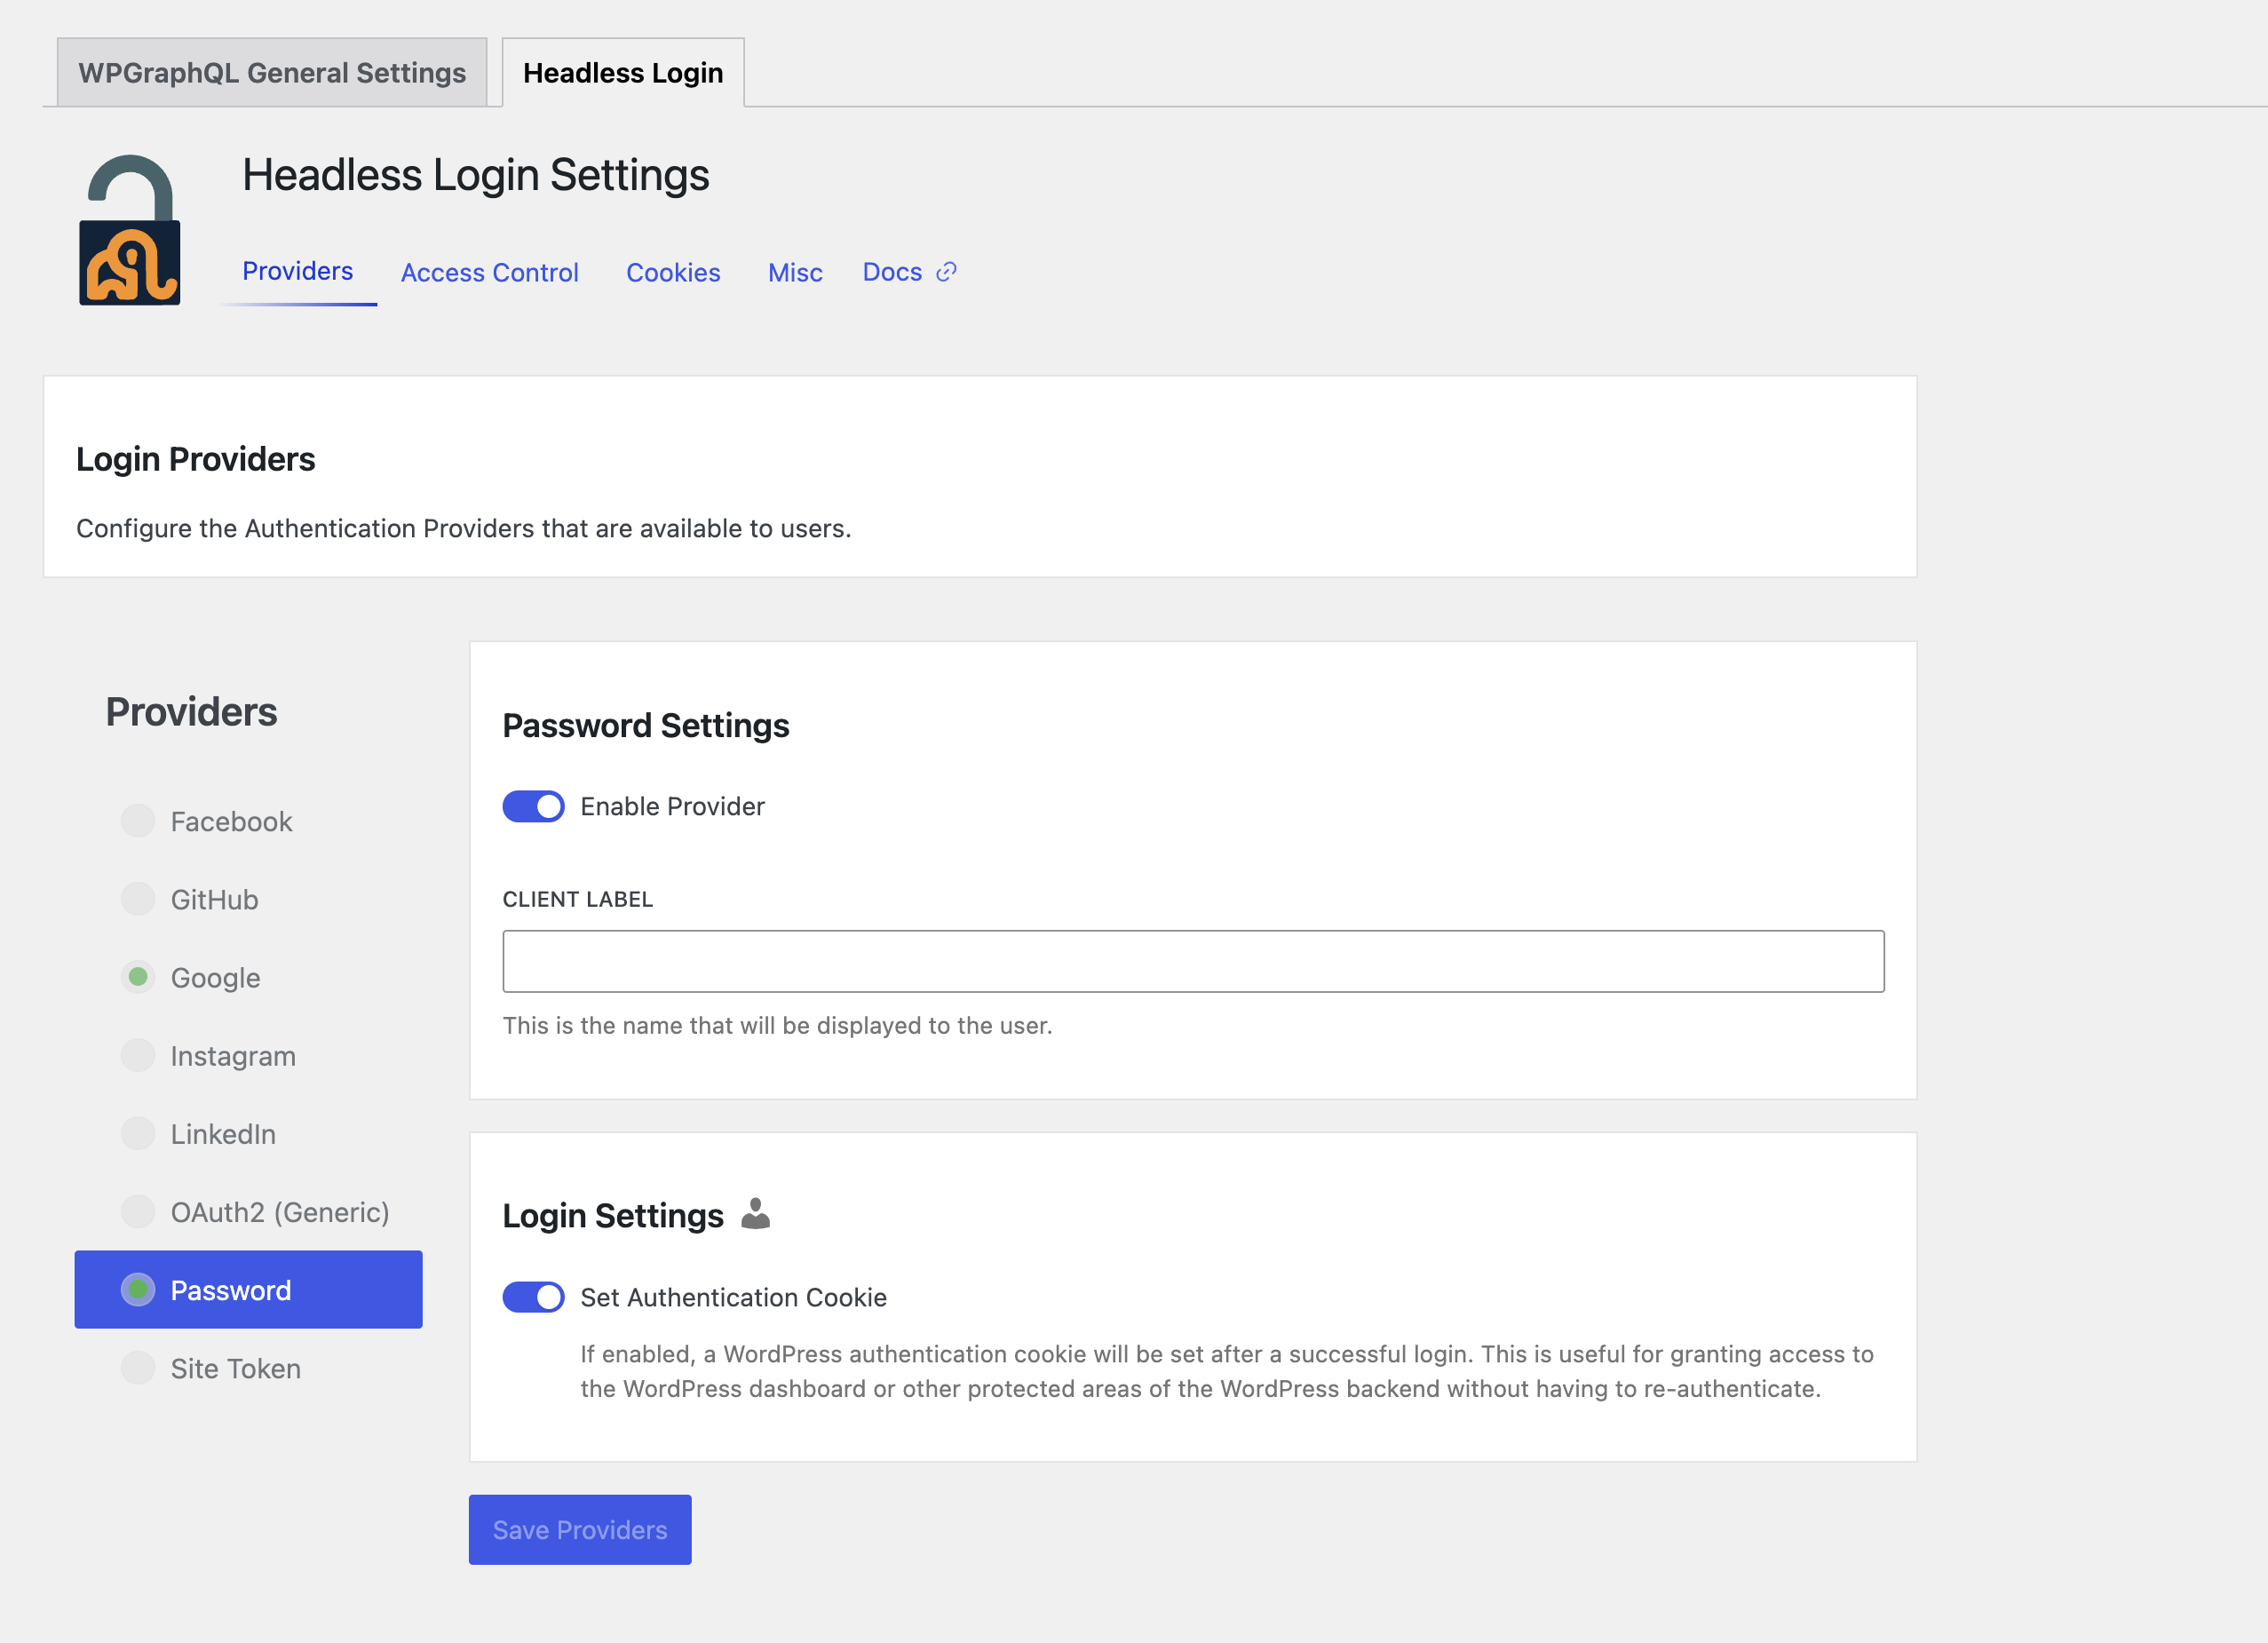 WPGraphQL General Settings
Headless Login
Headless Login Settings
Providers
Access Control
Cookies
Misc
Docs
Login Providers
Configure the Authentication Providers that are available to users.
Providers
Facebook
GitHub
Google
Instagram
LinkedIn
OAuth2 (Generic)
Password
Site Token
Password Settings
Enable Provider
CLIENT LABEL
This is the name that will be displayed to the user.
Login Settings
Set Authentication Cookie
If enabled, a WordPress authentication cookie will be set after a successful login. This is useful for granting access to
the WordPress dashboard or other protected areas of the WordPress backend without having to re-authenticate.
Save Providers